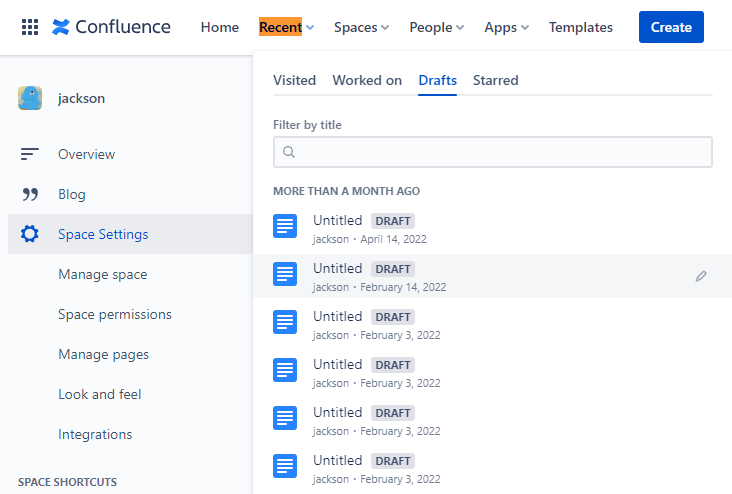 Confluence Home Recent Spaces People Apps Templates Create
jackson
Overview
Blog
Space Settings
Manage space
Space permissions
Manage pages
Look and feel
Integrations
SPACE SHORTCUTS
Visited Worked on Drafts Starred
Filter by title
MORE THAN A MONTH AGO
Untitled DRAFT
jackson • April 14, 2022
Untitled DRAFT
jackson • February 14, 2022
Untitled DRAFT
jackson • February 3, 2022
Untitled DRAFT
jackson • February 3, 2022
Untitled DRAFT
jackson • February 3, 2022
Untitled DRAFT
jackson • February 3, 2022